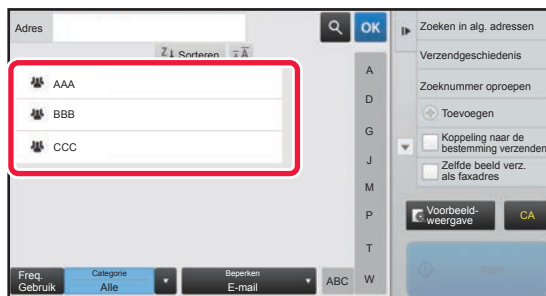 Adres
OK
Sorteren
AAA
BBB
CCC
A
D
G
J
M
P
T
W
Freq.
Gebruik
Categorie
Alle
Beperken
E-mail
ABC
Zoeken in alg. adressen
Verzendgeschiedenis
Zoeknummer oproepen
Toevoegen
Koppeling naar de
bestemming verzenden
Zelfde beeld verz.
als faxadres
Voorbeeld-
weergave
CA
Start